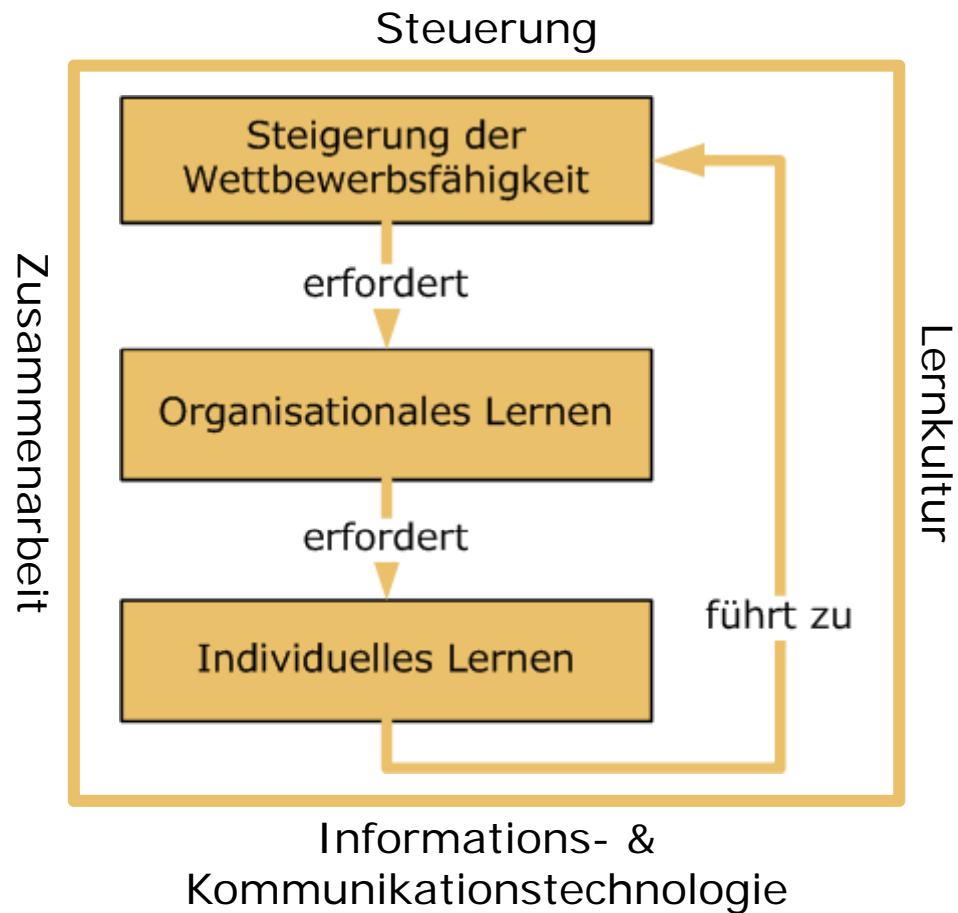 Steuerung
Steigerung der
Wettbewerbsfähigkeit
erfordert
Organisationales Lernen
erfordert
Individuelles Lernen
führt zu
Zusammenarbeit
Lernkultur
Informations- &
Kommunikationstechnologie